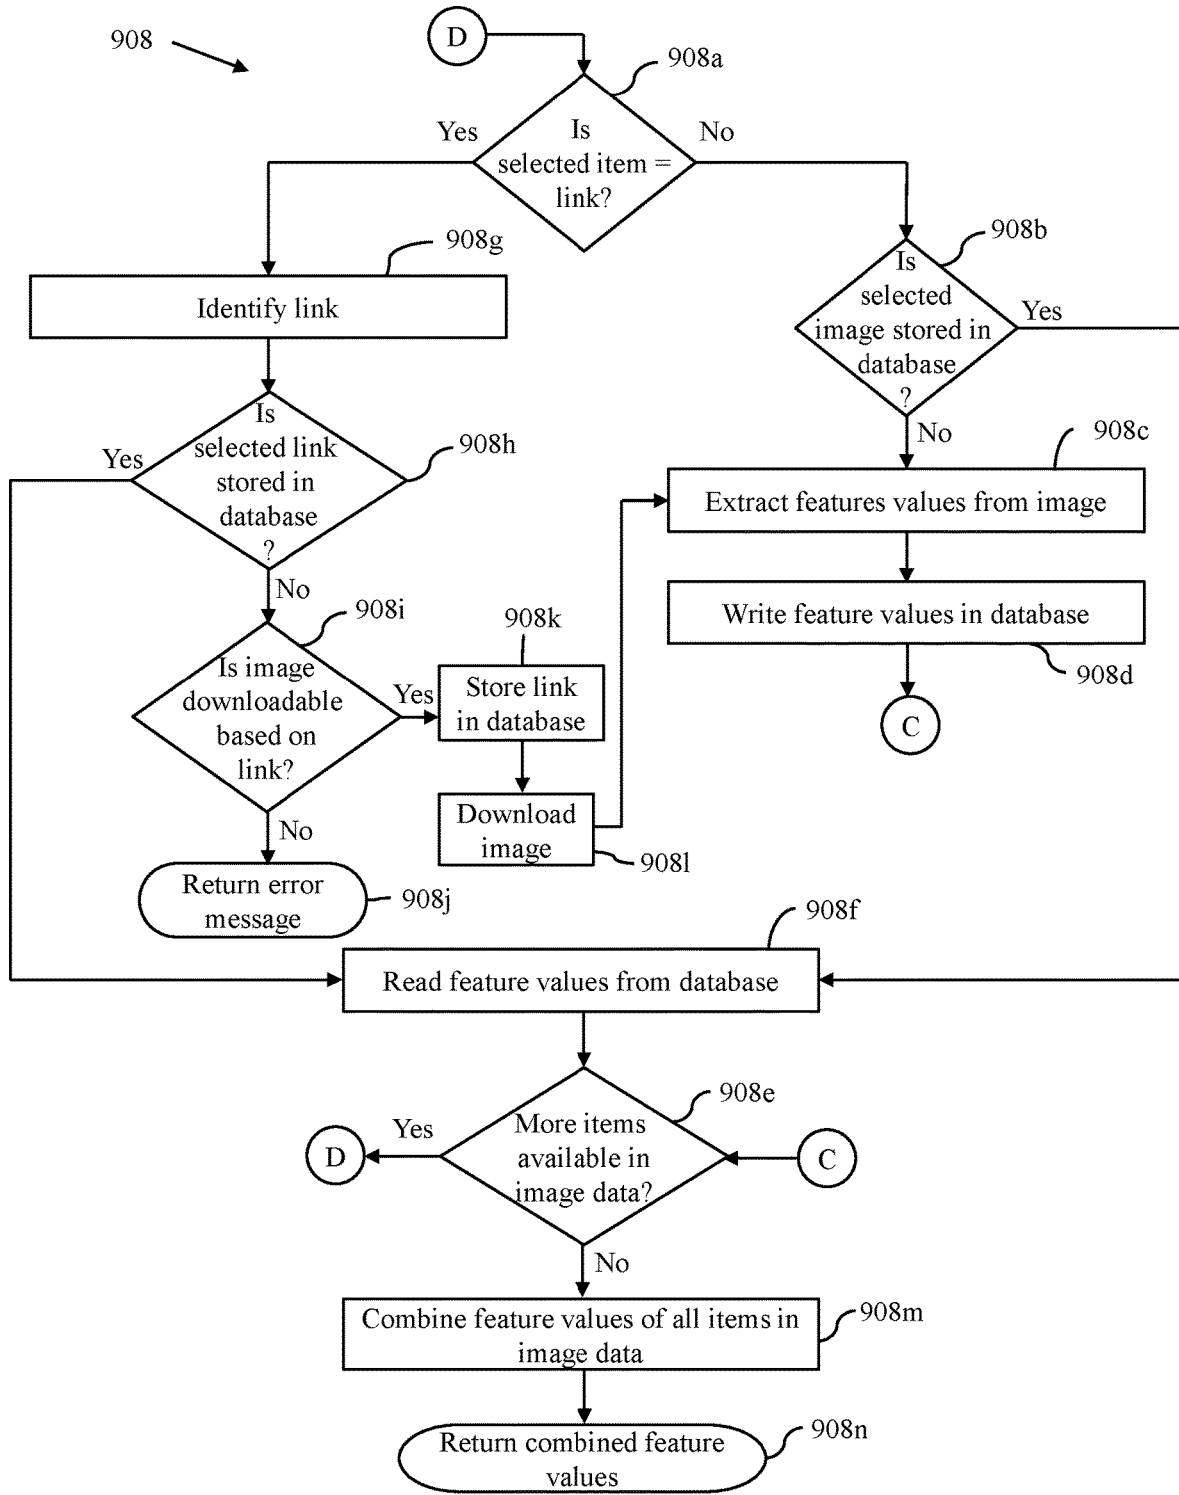 908
D
908a
Yes
No
Is
selected item =
link?
908g
908b
Identify link
Is
selected
image stored in
database
?
Yes
No
Is
selected link
stored in
database
?
908h
Yes
No
908c
Extract features values from image
Write feature values in database
908d
C
908i
Is image
downloadable
based on
link?
Yes
No
908k
Store link
in database
Download
image
908l
Return error
message
908j
908f
Read feature values from database
908e
More items
available in
image data?
Yes
D
C
No
Combine feature values of all items in
image data
908m
Return combined feature
values
908n